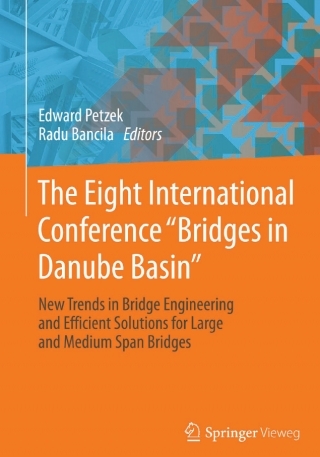 Edward Petzek
Radu Bancila Editors
The Eight International
Conference “Bridges in
Danube Basin”
New Trends in Bridge Engineering
and Efficient Solutions for Large
and Medium Span Bridges
Springer Vieweg